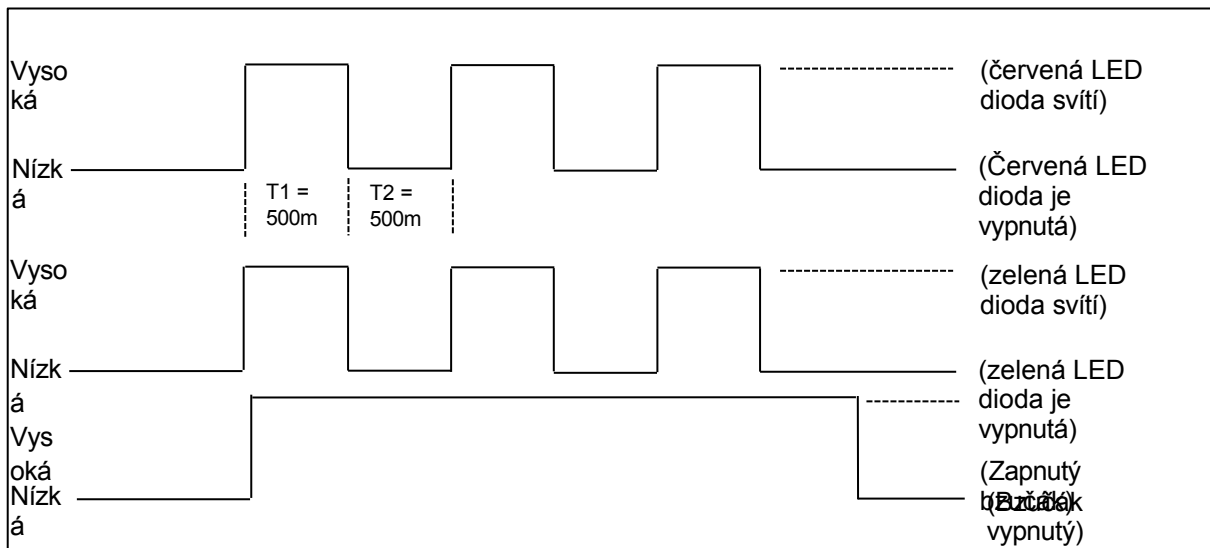 Vyso
ká
(červená LED
dioda svítí)
Nízk
á
(Červená LED
dioda je
vypnutá)
T1 =
500m
T2 =
500m
Vyso
ká
(zelená LED
dioda svítí)
Nízk
á
(zelená LED
dioda je
vypnutá)
Vys
oká
(Zapnutý
Nízk
á
vypnutý)